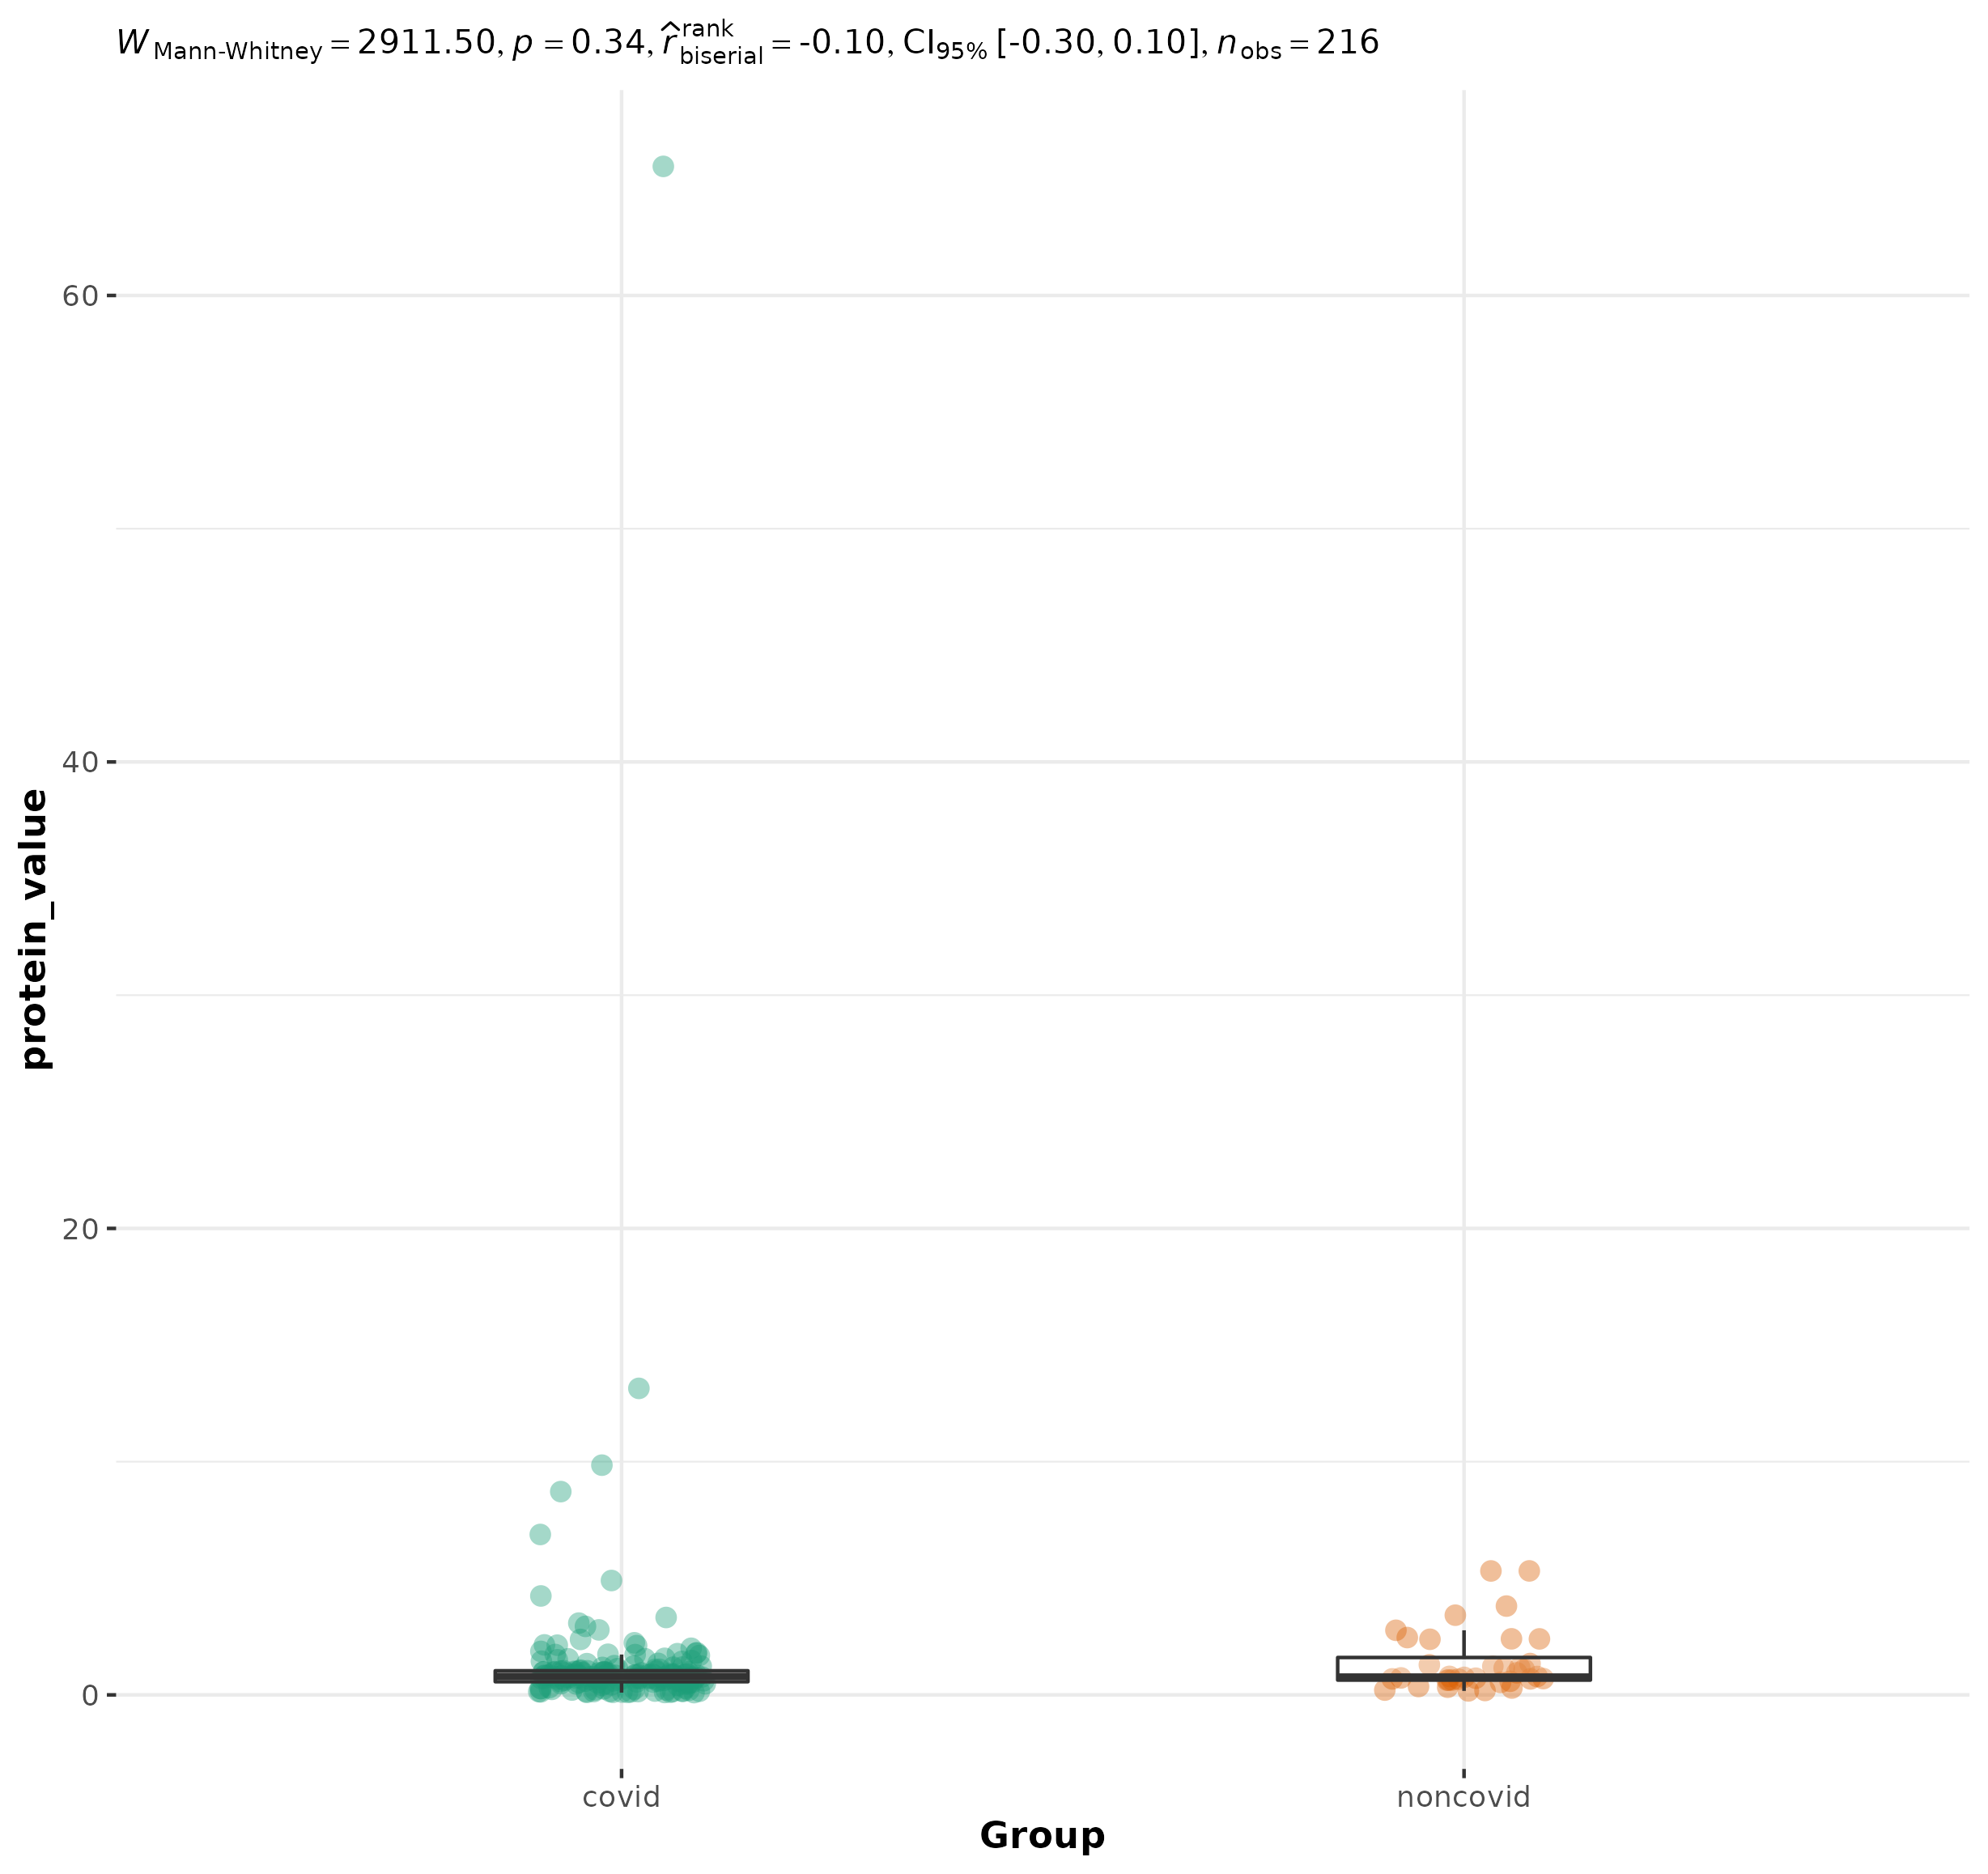 W Mann-Whitney = 2911.50, p = 0.34, r̂ rank biserial = -0.10, CI95% [-0.30, 0.10], n obs = 216
60
40
20
0
protein_value
covid noncovid
Group